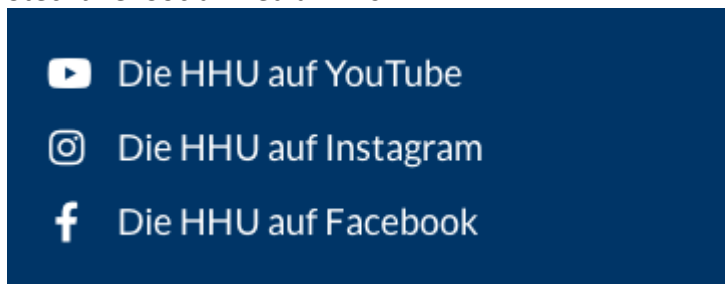 Die HHU auf YouTube
Die HHU auf Instagram
Die HHU auf Facebook